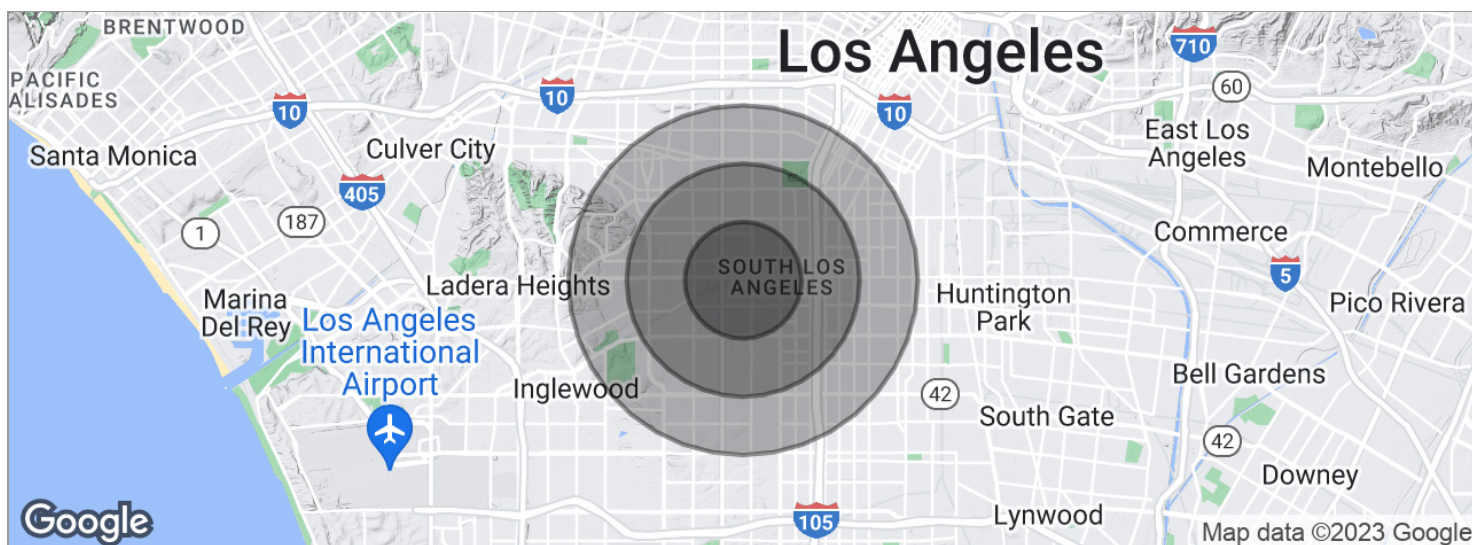 BRENTWOOD
Los Angeles
710
PACIFIC
ALISADES
10
10
10
60
Santa Monica
Culver City
East Los
Angeles
Montebello
405
187
1
Commerce
5
SOUTH LOS
ANGELES
Ladera Heights
Huntington
Park
Pico Rivera
Marina
Del Rey
Los Angeles
International
Airport
Inglewood
42
Bell Gardens
South Gate
42
Downey
105
Lynwood
Google
Map data ©2023 Google